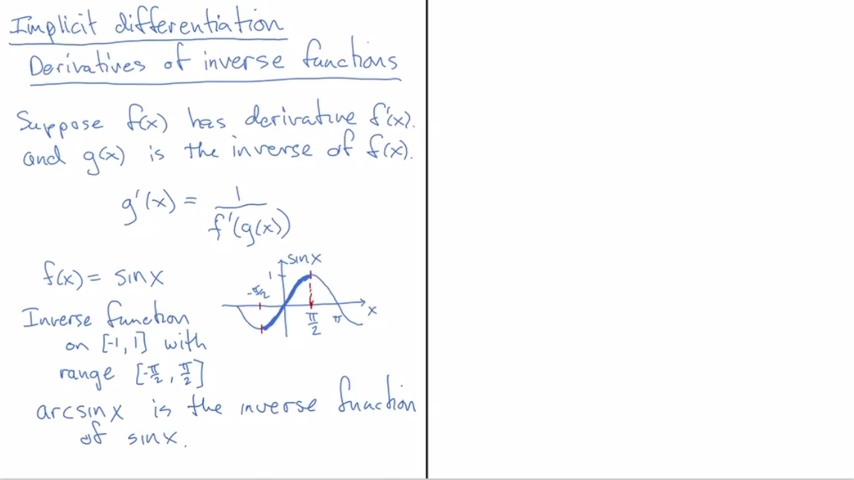 Implicit differentiation
Derivatives of inverse functions
Suppose f(x) has derivative f'(x).
and g(x) is the inverse of f(x).
g'(x) = 1 / f'(g(x))
f(x) = sin x
sin x
1
-π/2
π/2
π
x
Inverse function
on [-1, 1] with
range [-π/2, π/2]
arcsin x is the inverse function
of sin x.